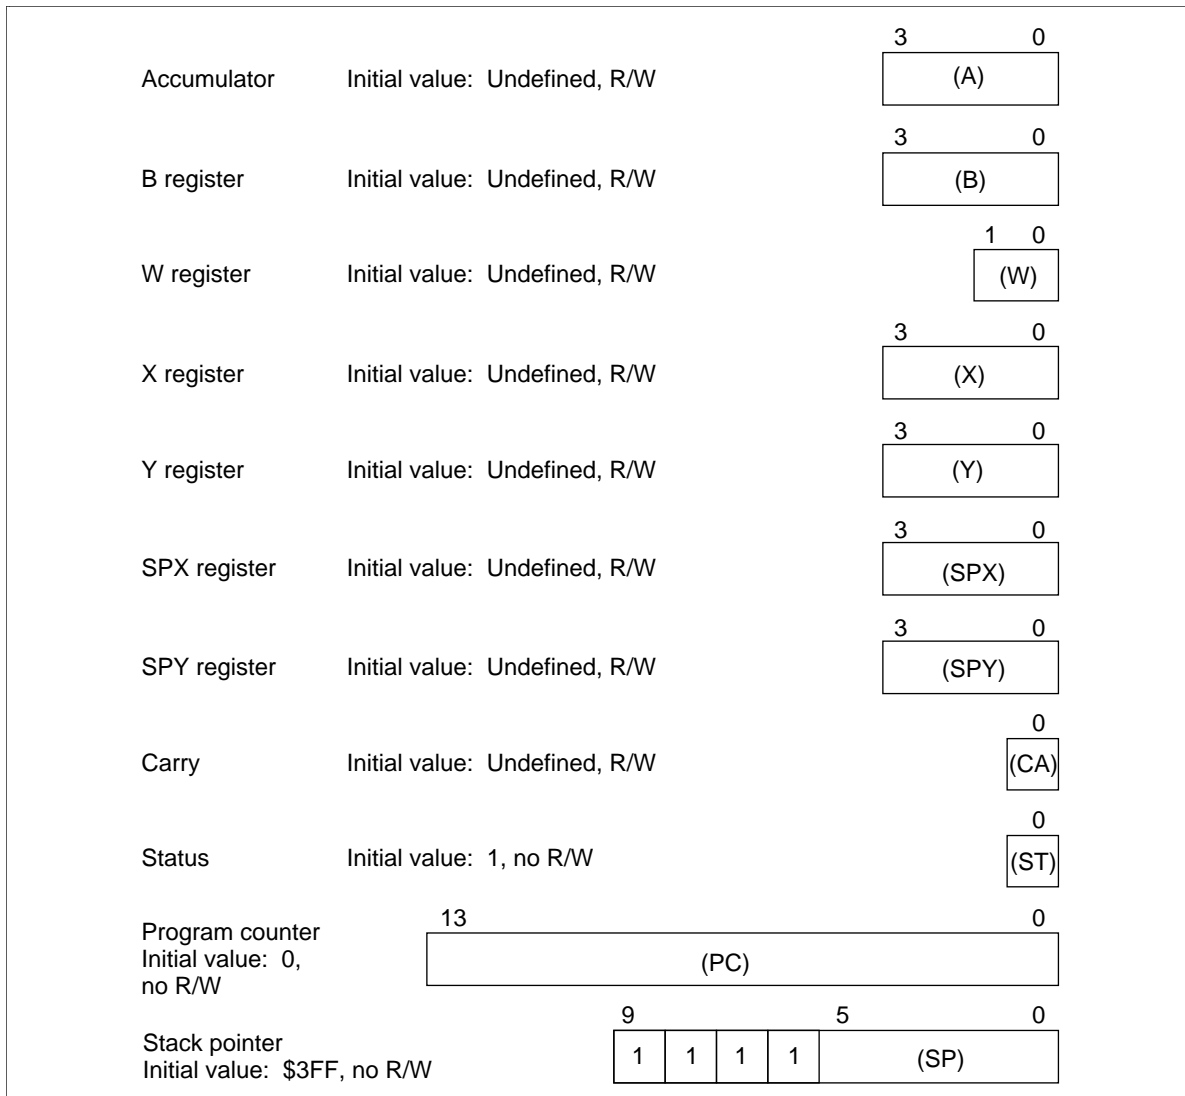 3 0
Accumulator Initial value: Undefined, R/W (A)
3 0
B register Initial value: Undefined, R/W (B)
1 0
W register Initial value: Undefined, R/W (W)
3 0
X register Initial value: Undefined, R/W (X)
3 0
Y register Initial value: Undefined, R/W (Y)
3 0
SPX register Initial value: Undefined, R/W (SPX)
3 0
SPY register Initial value: Undefined, R/W (SPY)
0
Carry Initial value: Undefined, R/W (CA)
0
Status Initial value: 1, no R/W (ST)
13 0
Program counter
Initial value: 0, (PC)
no R/W
9 5 0
Stack pointer 1 1 1 1 (SP)
Initial value: $3FF, no R/W